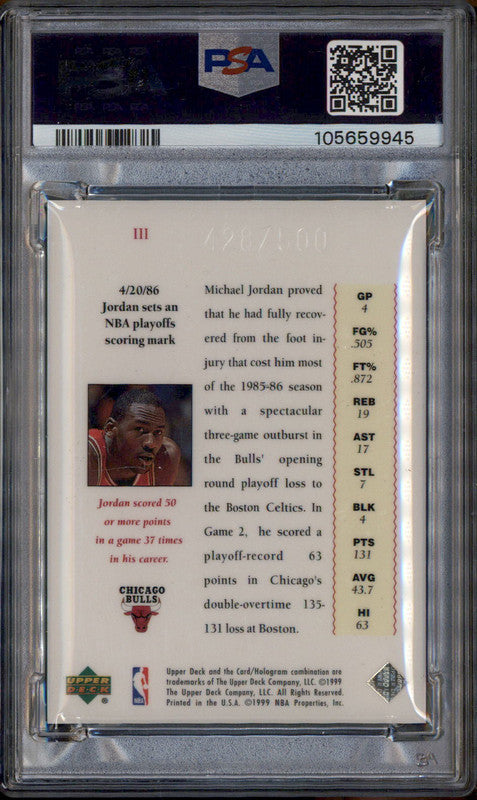 PSA
105659945
III
428/500
4/20/86
Jordan sets an
NBA playoffs
scoring mark
Jordan scored 50
or more points
in a game 37 times
in his career.
CHICAGO
BULLS
Michael Jordan proved
that he had fully recov-
ered from the foot in-
jury that cost him most
of the 1985-86 season
with a spectacular
three-game outburst in
the Bulls' opening
round playoff loss to
the Boston Celtics. In
Game 2, he scored a
playoff-record 63
points in Chicago's
double-overtime 135-
131 loss at Boston.
GP
4
FG%
.505
FT%
.872
REB
19
AST
17
STL
7
BLK
4
PTS
131
AVG
43.7
HI
63
UPPER
DECK
®
NBA
Upper Deck and the Card/Hologram combination are
trademarks of The Upper Deck Company, LLC. ©1999
The Upper Deck Company, LLC. All Rights Reserved.
Printed in the U.S.A. ©1999 NBA Properties, Inc.